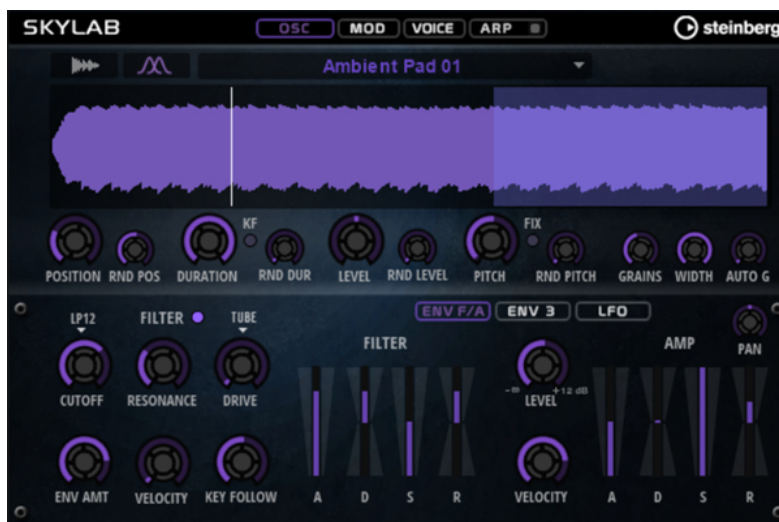 SKYLAB OSC MOD VOICE ARP steinberg
Ambient Pad 01
KF FIX
POSITION RND POS DURATION RND DUR LEVEL RND LEVEL PITCH RND PITCH GRAINS WIDTH AUTO G
ENV F/A ENV 3 LFO
LP12 FILTER TUBE FILTER AMP PAN
CUTOFF RESONANCE DRIVE LEVEL -∞ +12 dB
ENV AMT VELOCITY KEY FOLLOW A D S R VELOCITY A D S R